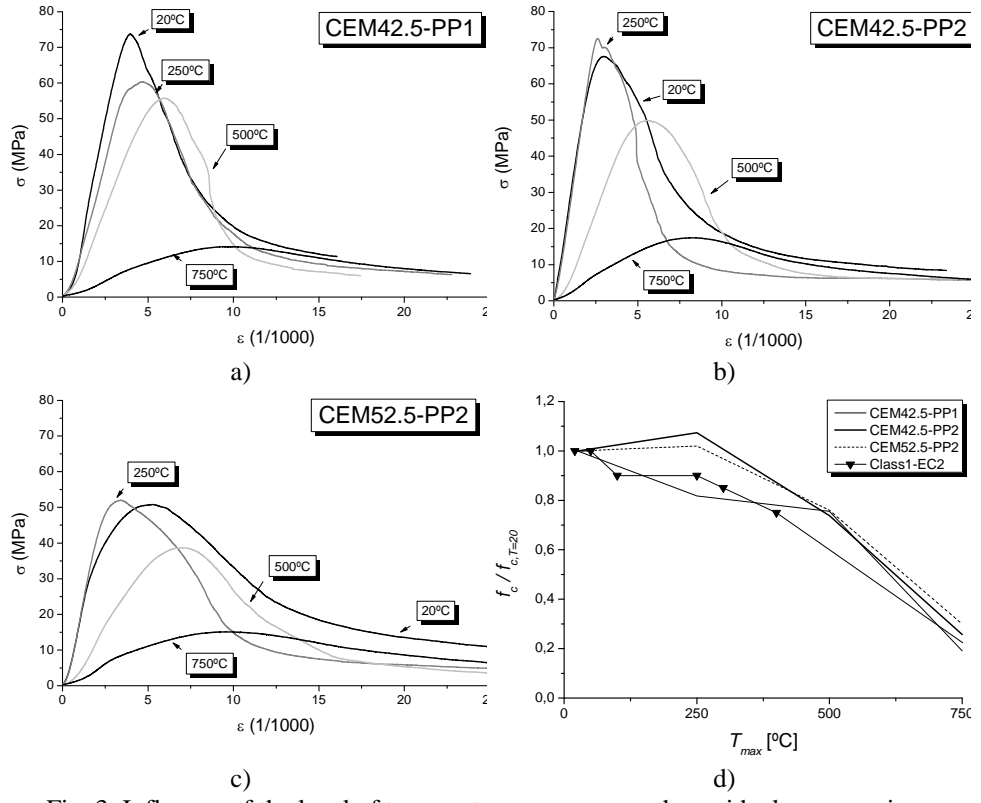 CEM42.5-PP1
20ºC
250ºC
500ºC
750ºC
80
70
60
50
40
30
20
10
0
σ (MPa)
0 5 10 15 20 2
ε (1/1000)
a)
CEM42.5-PP2
250ºC
20ºC
500ºC
750ºC
80
70
60
50
40
30
20
10
0
σ (MPa)
0 5 10 15 20 2
ε (1/1000)
b)
CEM52.5-PP2
250ºC
500ºC
20ºC
750ºC
80
70
60
50
40
30
20
10
0
σ (MPa)
0 5 10 15 20 2
ε (1/1000)
c)
CEM42.5-PP1
CEM42.5-PP2
CEM52.5-PP2
Class1-EC2
1,2
1,0
0,8
0,6
0,4
0,2
0,0
f_c / f_c,T=20
0 250 500 750
T_max [ºC]
d)